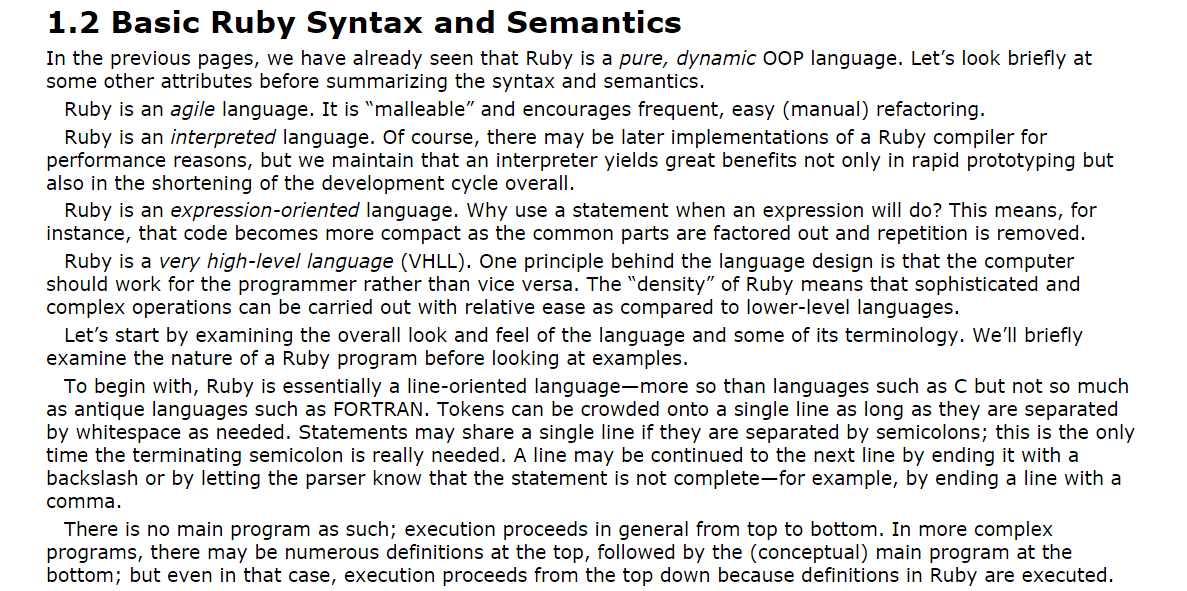 1.2 Basic Ruby Syntax and Semantics
In the previous pages, we have already seen that Ruby is a pure, dynamic OOP language. Let’s look briefly at
some other attributes before summarizing the syntax and semantics.
Ruby is an agile language. It is “malleable” and encourages frequent, easy (manual) refactoring.
Ruby is an interpreted language. Of course, there may be later implementations of a Ruby compiler for
performance reasons, but we maintain that an interpreter yields great benefits not only in rapid prototyping but
also in the shortening of the development cycle overall.
Ruby is an expression-oriented language. Why use a statement when an expression will do? This means, for
instance, that code becomes more compact as the common parts are factored out and repetition is removed.
Ruby is a very high-level language (VHLL). One principle behind the language design is that the computer
should work for the programmer rather than vice versa. The “density” of Ruby means that sophisticated and
complex operations can be carried out with relative ease as compared to lower-level languages.
Let’s start by examining the overall look and feel of the language and some of its terminology. We’ll briefly
examine the nature of a Ruby program before looking at examples.
To begin with, Ruby is essentially a line-oriented language—more so than languages such as C but not so much
as antique languages such as FORTRAN. Tokens can be crowded onto a single line as long as they are separated
by whitespace as needed. Statements may share a single line if they are separated by semicolons; this is the only
time the terminating semicolon is really needed. A line may be continued to the next line by ending it with a
backslash or by letting the parser know that the statement is not complete—for example, by ending a line with a
comma.
There is no main program as such; execution proceeds in general from top to bottom. In more complex
programs, there may be numerous definitions at the top, followed by the (conceptual) main program at the
bottom; but even in that case, execution proceeds from the top down because definitions in Ruby are executed.